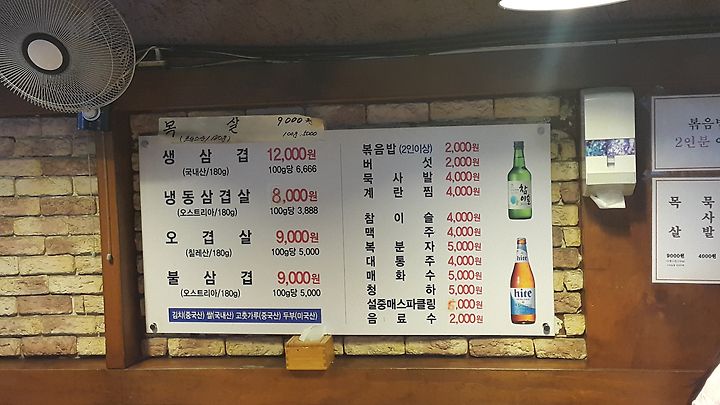 목 살 9000원
생 삼 겹 12,000원
(국내산/180g) 100g당 6,666
냉동삼겹살 8,000원
(오스트리아/180g) 100g당 3,888
오 겹 살 9,000원
(칠레산/180g) 100g당 5,000
불 삼 겹 9,000원
(오스트리아/180g) 100g당 5,000
김치(중국산) 쌀(국내산) 고춧가루(중국산) 두부(미국산)
볶음밥 (2인이상) 2,000원
버 섯 2,000원
묵 사 발 4,000원
계 란 찜 4,000원
참 이 슬 4,000원
맥 주 4,000원
복 분 자 5,000원
대 통 주 4,000원
매 화 수 5,000원
청 하 5,000원
설중매스파클링 5,000원
음 료 수 2,000원
참이슬
hite
hite
볶음밥
2인분
목 살
9000원
묵 사 발
4000원